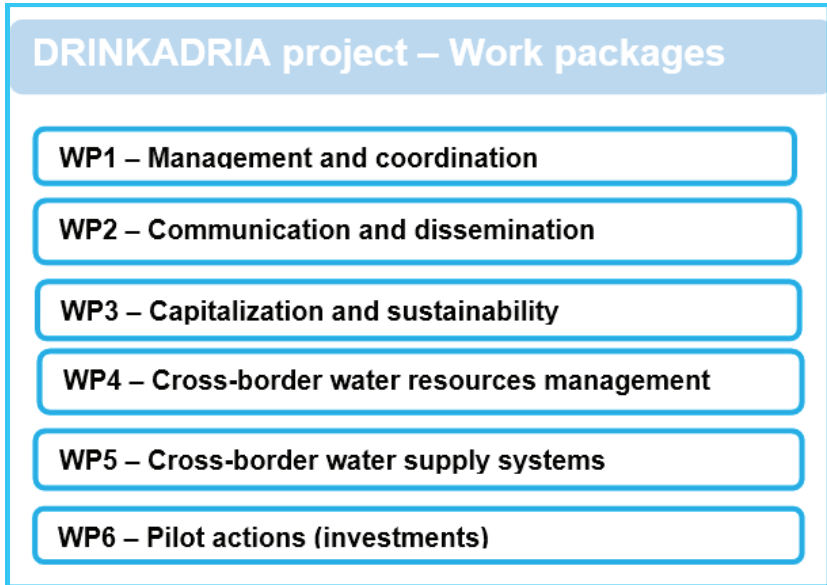 DRINKADRIA project – Work packages
WP1 – Management and coordination
WP2 – Communication and dissemination
WP3 – Capitalization and sustainability
WP4 – Cross-border water resources management
WP5 – Cross-border water supply systems
WP6 – Pilot actions (investments)